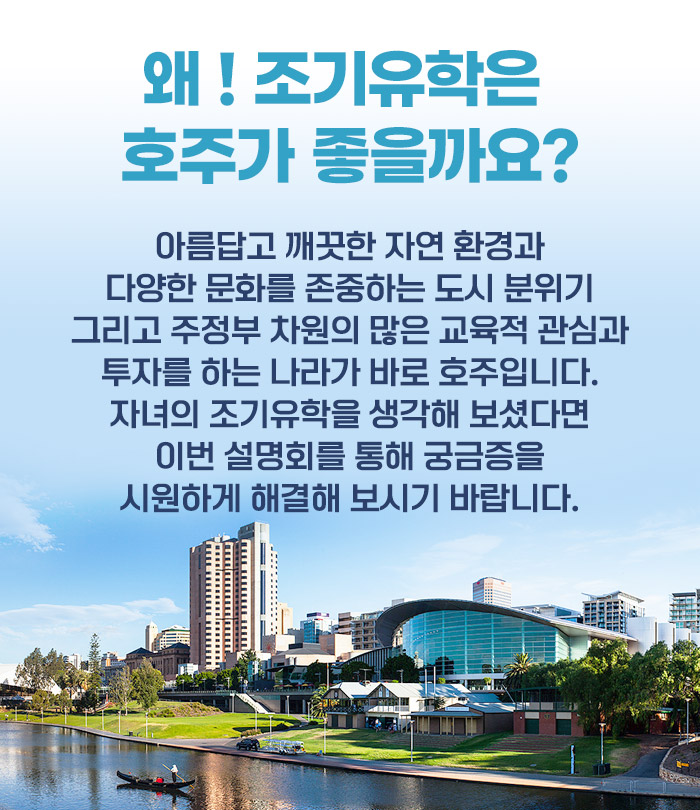 왜 ! 조기유학은
호주가 좋을까요?
아름답고 깨끗한 자연 환경과
다양한 문화를 존중하는 도시 분위기
그리고 주정부 차원의 많은 교육적 관심과
투자를 하는 나라가 바로 호주입니다.
자녀의 조기유학을 생각해 보셨다면
이번 설명회를 통해 궁금증을
시원하게 해결해 보시기 바랍니다.